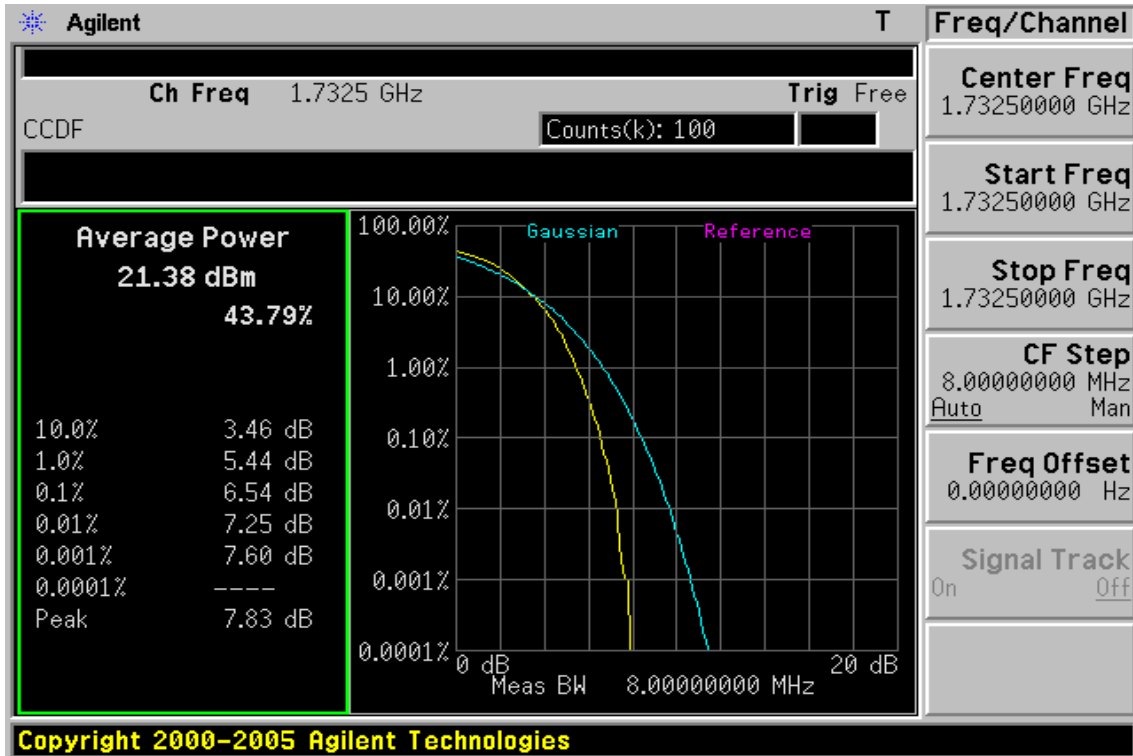 Agilent T
Ch Freq 1.7325 GHz Trig Free
CCDF Counts(k): 100
Average Power
21.38 dBm
43.79%
10.0% 3.46 dB
1.0% 5.44 dB
0.1% 6.54 dB
0.01% 7.25 dB
0.001% 7.60 dB
0.0001% ----
Peak 7.83 dB
Gaussian Reference
100.00%
10.00%
1.00%
0.10%
0.01%
0.001%
0.0001%
0 dB 20 dB
Meas BW 8.00000000 MHz
Freq/Channel
Center Freq
1.73250000 GHz
Start Freq
1.73250000 GHz
Stop Freq
1.73250000 GHz
CF Step
8.00000000 MHz
Auto Man
Freq Offset
0.00000000 Hz
Signal Track
On Off
Copyright 2000-2005 Agilent Technologies